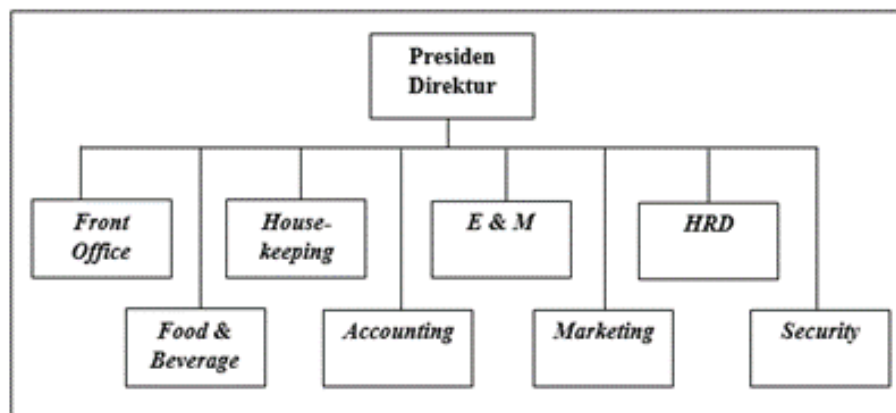 Presiden
Direktur
Front
Office
House-
keeping
E & M
HRD
Food &
Beverage
Accounting
Marketing
Security